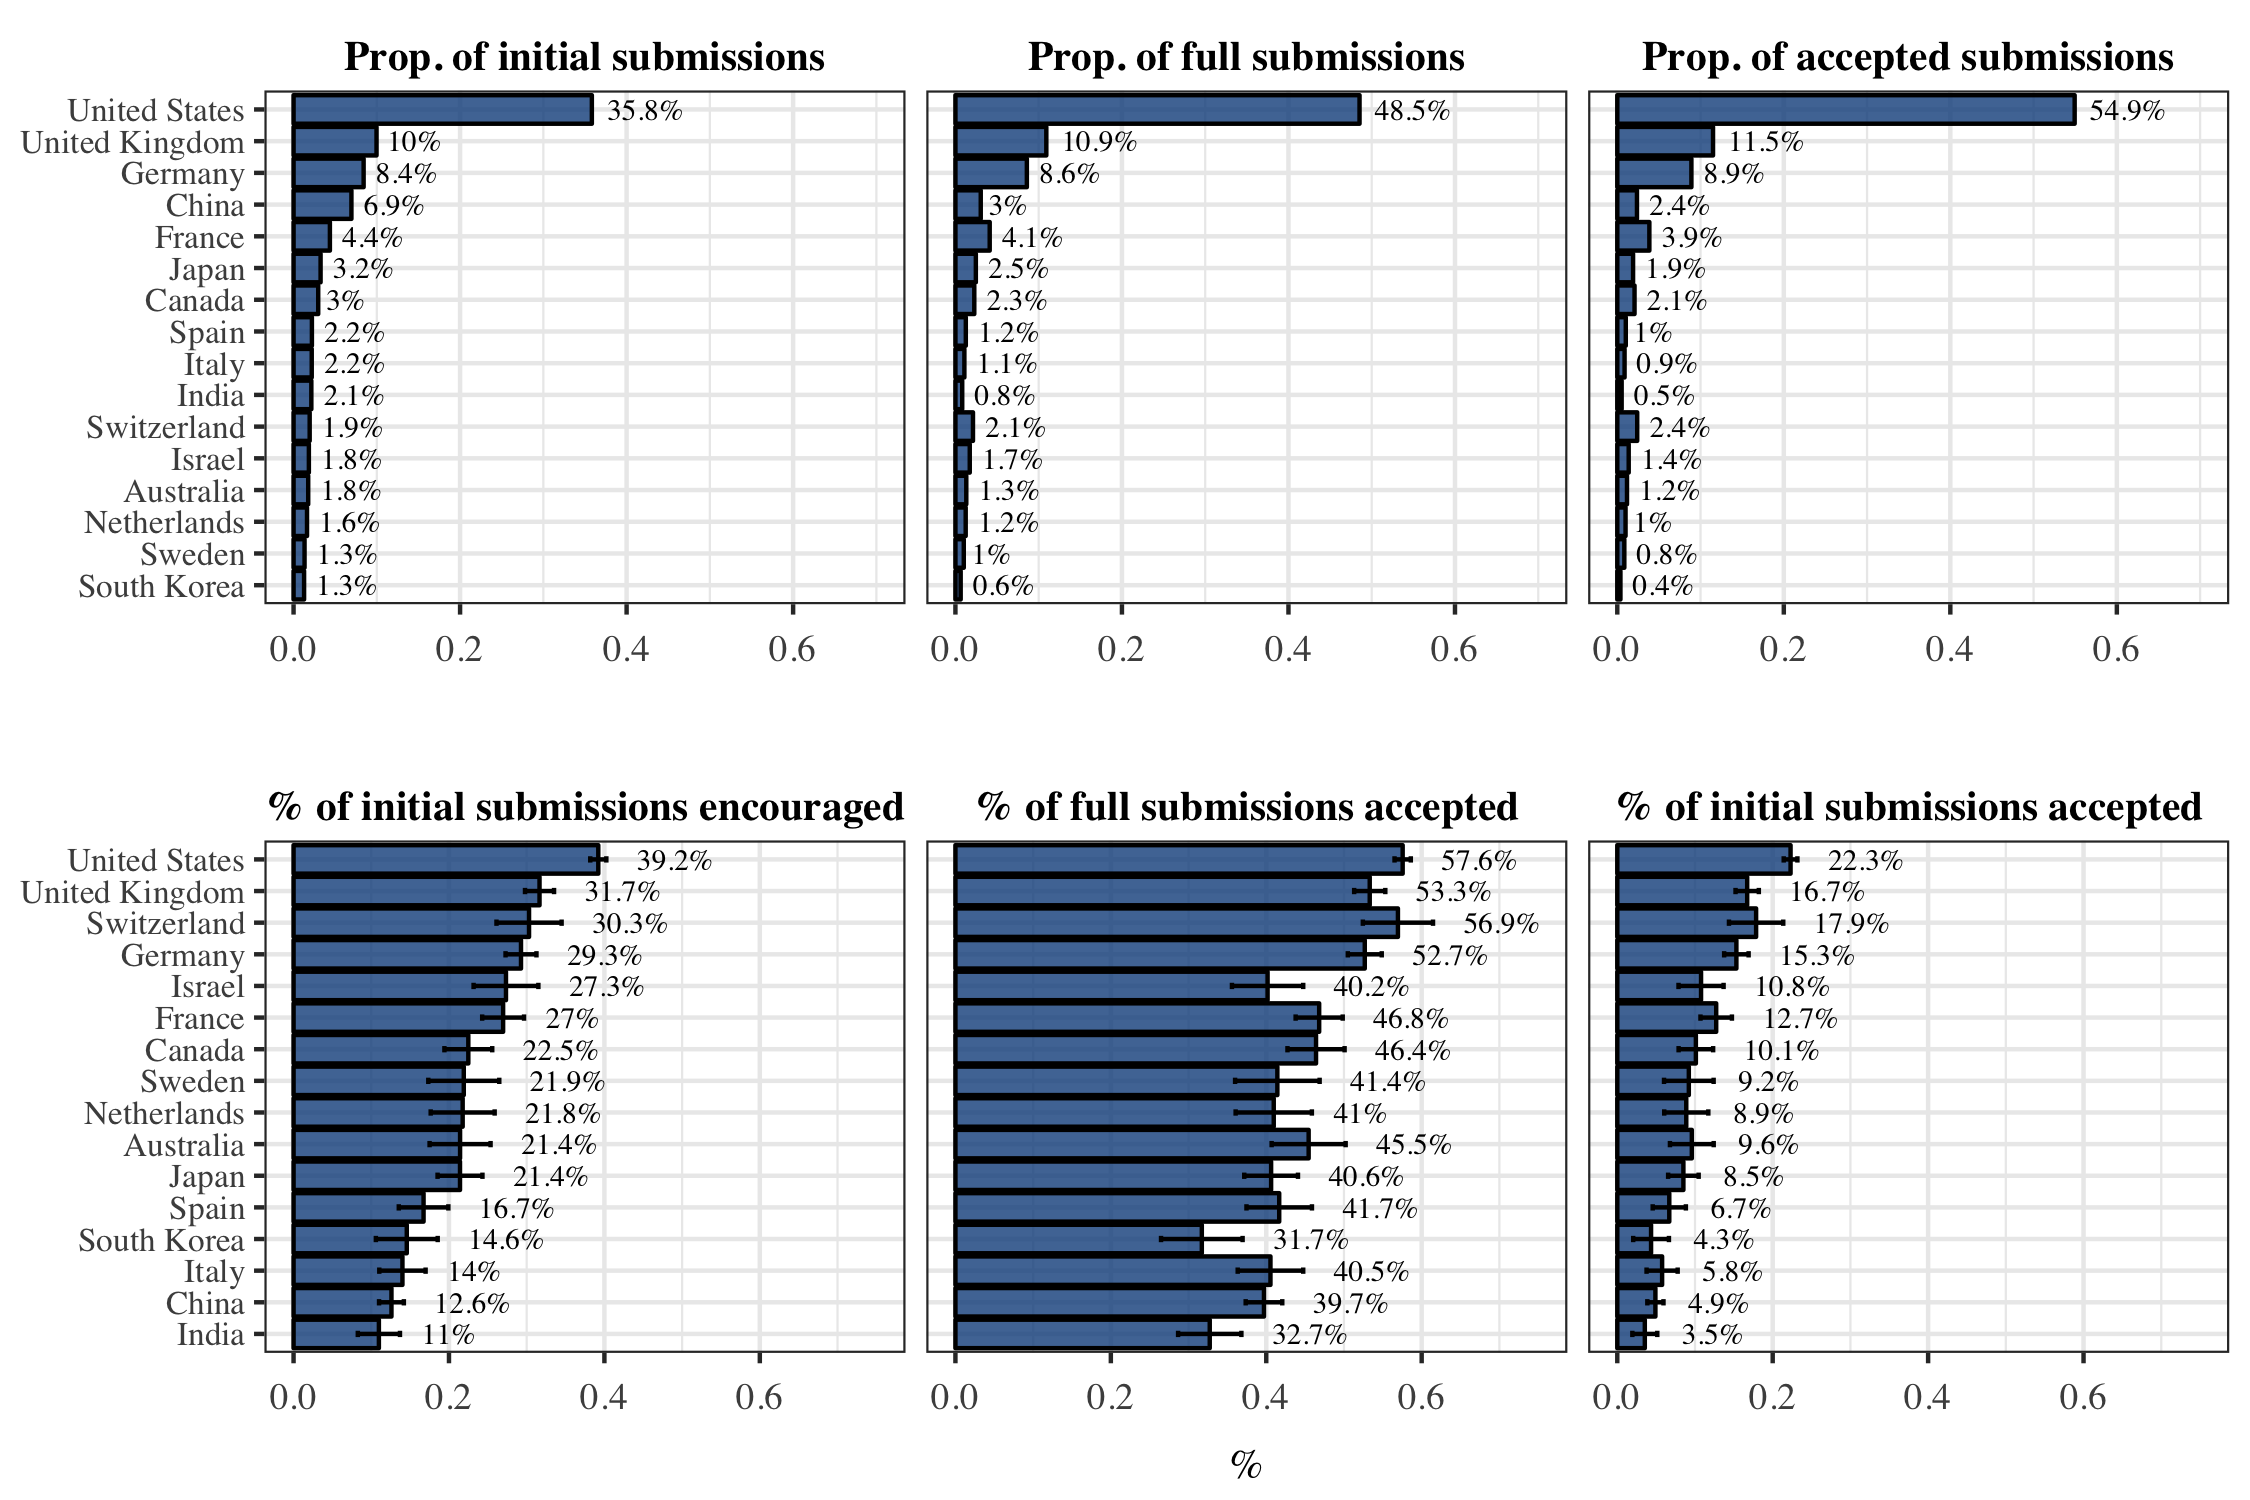 Prop. of initial submissions
United States 35.8%
United Kingdom 10%
Germany 8.4%
China 6.9%
France 4.4%
Japan 3.2%
Canada 3%
Spain 2.2%
Italy 2.2%
India 2.1%
Switzerland 1.9%
Israel 1.8%
Australia 1.8%
Netherlands 1.6%
Sweden 1.3%
South Korea 1.3%
0.0 0.2 0.4 0.6
Prop. of full submissions
48.5%
10.9%
8.6%
3%
4.1%
2.5%
2.3%
1.2%
1.1%
0.8%
2.1%
1.7%
1.3%
1.2%
1%
0.6%
0.0 0.2 0.4 0.6
Prop. of accepted submissions
54.9%
11.5%
8.9%
2.4%
3.9%
1.9%
2.1%
1%
0.9%
0.5%
2.4%
1.4%
1.2%
1%
0.8%
0.4%
0.0 0.2 0.4 0.6
% of initial submissions encouraged
United States 39.2%
United Kingdom 31.7%
Switzerland 30.3%
Germany 29.3%
Israel 27.3%
France 27%
Canada 22.5%
Sweden 21.9%
Netherlands 21.8%
Australia 21.4%
Japan 21.4%
Spain 16.7%
South Korea 14.6%
Italy 14%
China 12.6%
India 11%
0.0 0.2 0.4 0.6
% of full submissions accepted
57.6%
53.3%
56.9%
52.7%
40.2%
46.8%
46.4%
41.4%
41%
45.5%
40.6%
41.7%
31.7%
40.5%
39.7%
32.7%
0.0 0.2 0.4 0.6
% of initial submissions accepted
22.3%
16.7%
17.9%
15.3%
10.8%
12.7%
10.1%
9.2%
8.9%
9.6%
8.5%
6.7%
4.3%
5.8%
4.9%
3.5%
0.0 0.2 0.4 0.6
%